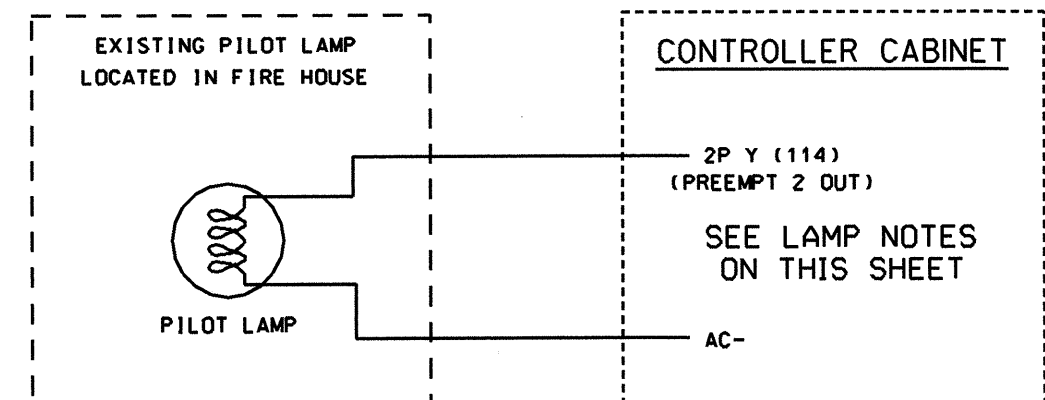 EXISTING PILOT LAMP
LOCATED IN FIRE HOUSE
PILOT LAMP
CONTROLLER CABINET
2P Y (114)
(PREEMPT 2 OUT)
SEE LAMP NOTES
ON THIS SHEET
AC-